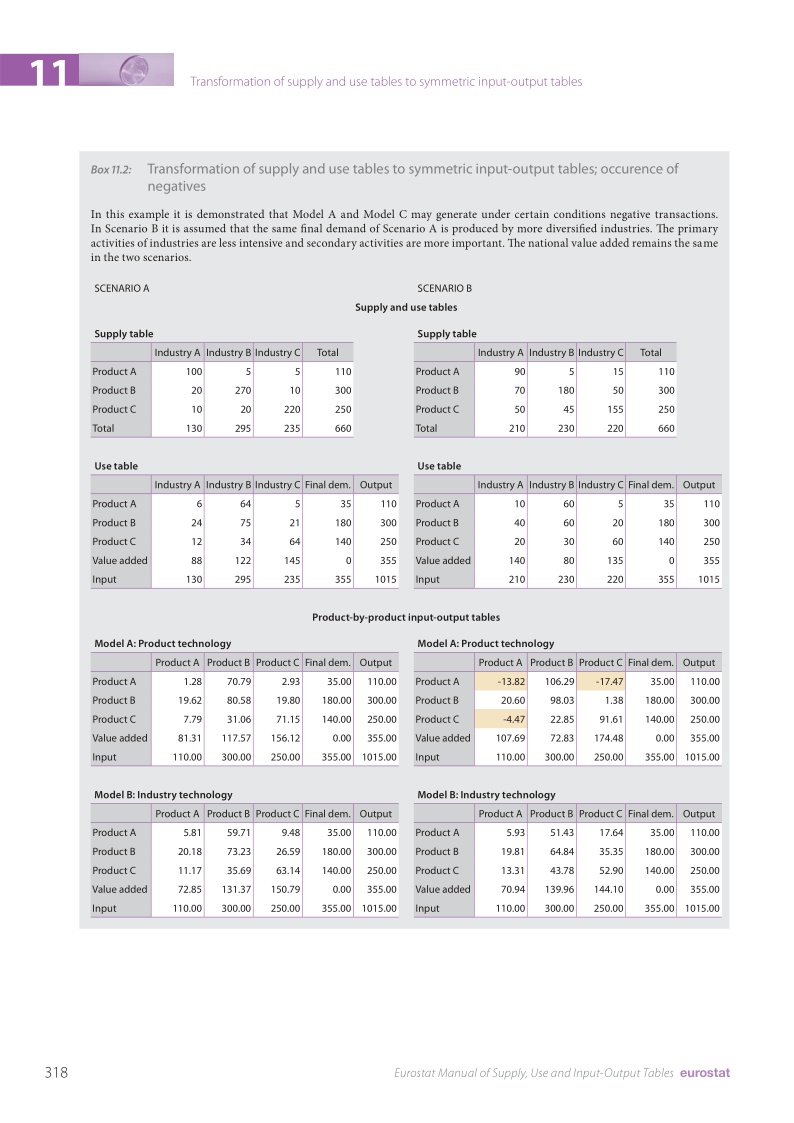 11
Transformation of supply and use tables to symmetric input-output tables
Box 11.2: Transformation of supply and use tables to symmetric input-output tables; occurence of
negatives
In this example it is demonstrated that Model A and Model C may generate under certain conditions negative transactions.
In Scenario B it is assumed that the same final demand of Scenario A is produced by more diversified industries. The primary
activities of industries are less intensive and secondary activities are more important. The national value added remains the same
in the two scenarios.
SCENARIO A SCENARIO B
Supply and use tables
Supply table Supply table
Industry A Industry B Industry C Total Industry A Industry B Industry C Total
Product A 100 5 5 110 Product A 90 5 15 110
Product B 20 270 10 300 Product B 70 180 50 300
Product C 10 20 220 250 Product C 50 45 155 250
Total 130 295 235 660 Total 210 230 220 660
Use table Use table
Industry A Industry B Industry C Final dem. Output Industry A Industry B Industry C Final dem. Output
Product A 6 64 5 35 110 Product A 10 60 5 35 110
Product B 24 75 21 180 300 Product B 40 60 20 180 300
Product C 12 34 64 140 250 Product C 20 30 60 140 250
Value added 88 122 145 0 355 Value added 140 80 135 0 355
Input 130 295 235 355 1015 Input 210 230 220 355 1015
Product-by-product input-output tables
Model A: Product technology Model A: Product technology
Product A Product B Product C Final dem. Output Product A Product B Product C Final dem. Output
Product A 1.28 70.79 2.93 35.00 110.00 Product A -13.82 106.29 -17.47 35.00 110.00
Product B 19.62 80.58 19.80 180.00 300.00 Product B 20.60 98.03 1.38 180.00 300.00
Product C 7.79 31.06 71.15 140.00 250.00 Product C -4.47 22.85 91.61 140.00 250.00
Value added 81.31 117.57 156.12 0.00 355.00 Value added 107.69 72.83 174.48 0.00 355.00
Input 110.00 300.00 250.00 355.00 1015.00 Input 110.00 300.00 250.00 355.00 1015.00
Model B: Industry technology Model B: Industry technology
Product A Product B Product C Final dem. Output Product A Product B Product C Final dem. Output
Product A 5.81 59.71 9.48 35.00 110.00 Product A 5.93 51.43 17.64 35.00 110.00
Product B 20.18 73.23 26.59 180.00 300.00 Product B 19.81 64.84 35.35 180.00 300.00
Product C 11.17 35.69 63.14 140.00 250.00 Product C 13.31 43.78 52.90 140.00 250.00
Value added 72.85 131.37 150.79 0.00 355.00 Value added 70.94 139.96 144.10 0.00 355.00
Input 110.00 300.00 250.00 355.00 1015.00 Input 110.00 300.00 250.00 355.00 1015.00
318 Eurostat Manual of Supply, Use and Input-Output Tables eurostat